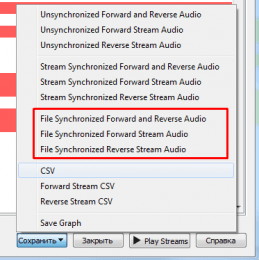 Unsynchronized Forward and Reverse Audio
Unsynchronized Forward Stream Audio
Unsynchronized Reverse Stream Audio
Stream Synchronized Forward and Reverse Audio
Stream Synchronized Forward Stream Audio
Stream Synchronized Reverse Stream Audio
File Synchronized Forward and Reverse Audio
File Synchronized Forward Stream Audio
File Synchronized Reverse Stream Audio
CSV
Forward Stream CSV
Reverse Stream CSV
Save Graph
Сохранить Закрыть Play Streams Справка